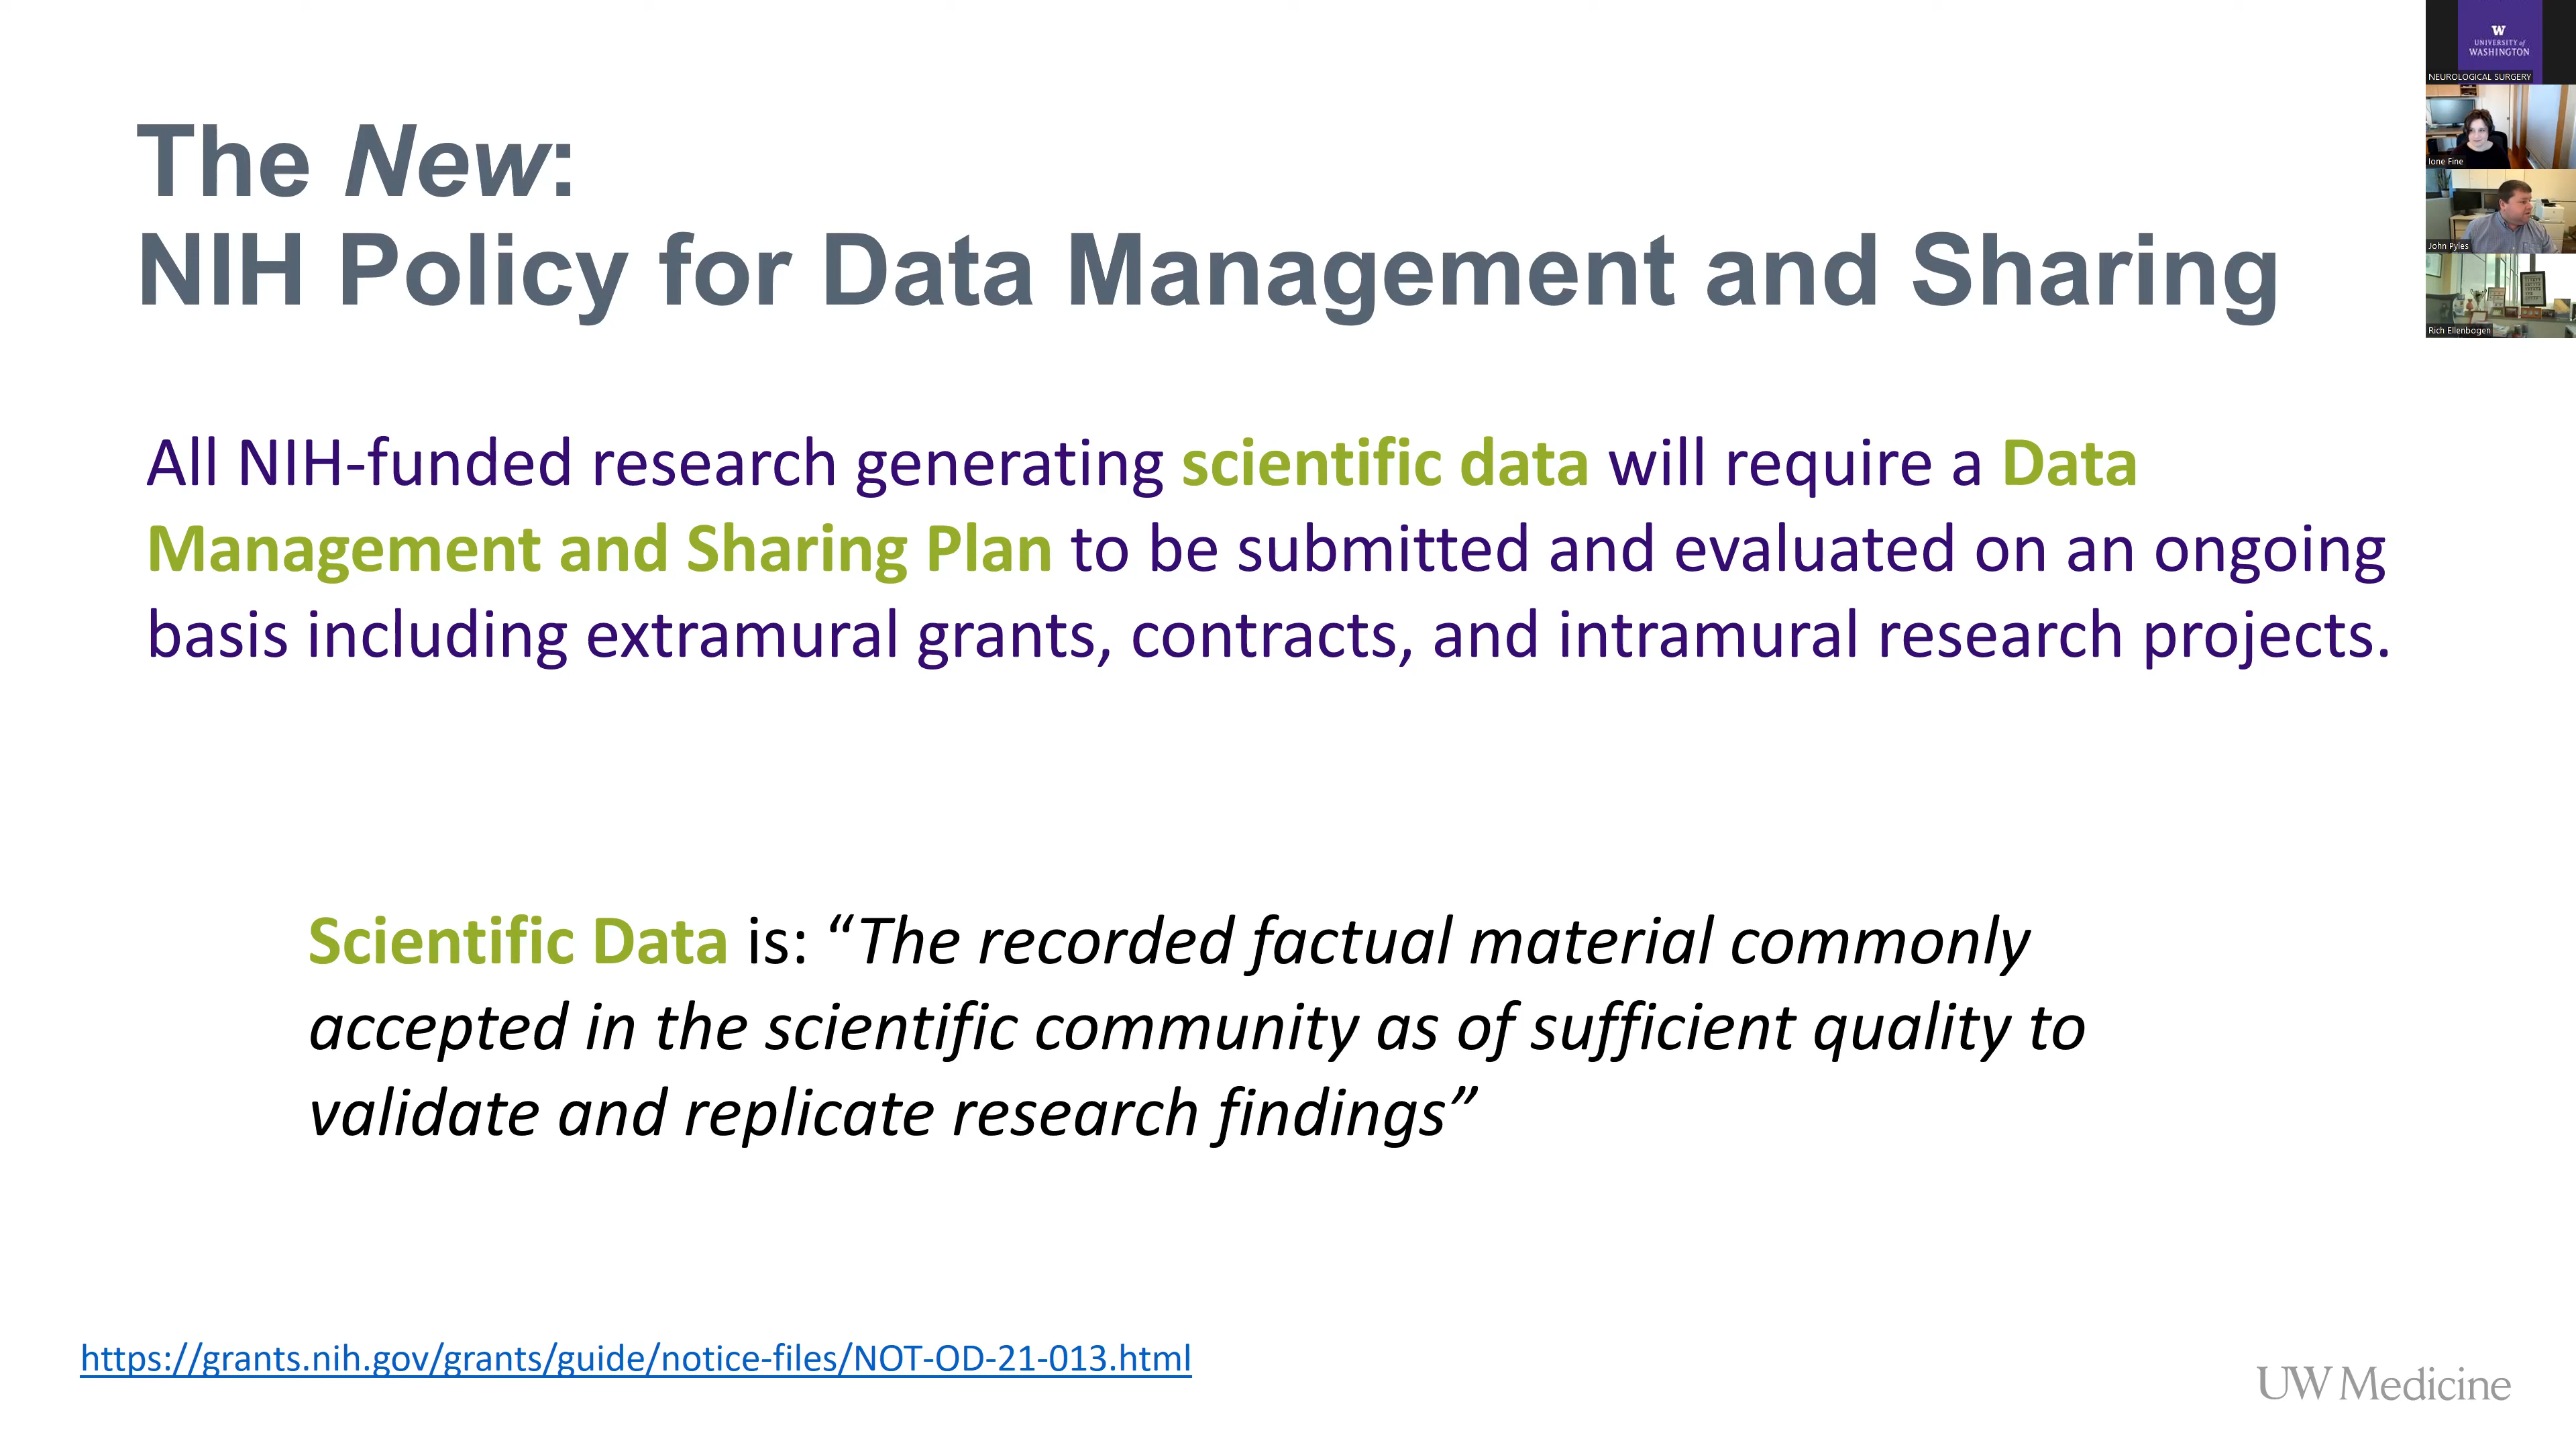 W
UNIVERSITY of
WASHINGTON
NEUROLOGICAL SURGERY
Ione Fine
John Pyles
Rich Ellenbogen
The New:
NIH Policy for Data Management and Sharing
All NIH-funded research generating scientific data will require a Data
Management and Sharing Plan to be submitted and evaluated on an ongoing
basis including extramural grants, contracts, and intramural research projects.
Scientific Data is: “The recorded factual material commonly
accepted in the scientific community as of sufficient quality to
validate and replicate research findings”
https://grants.nih.gov/grants/guide/notice-files/NOT-OD-21-013.html
UW Medicine